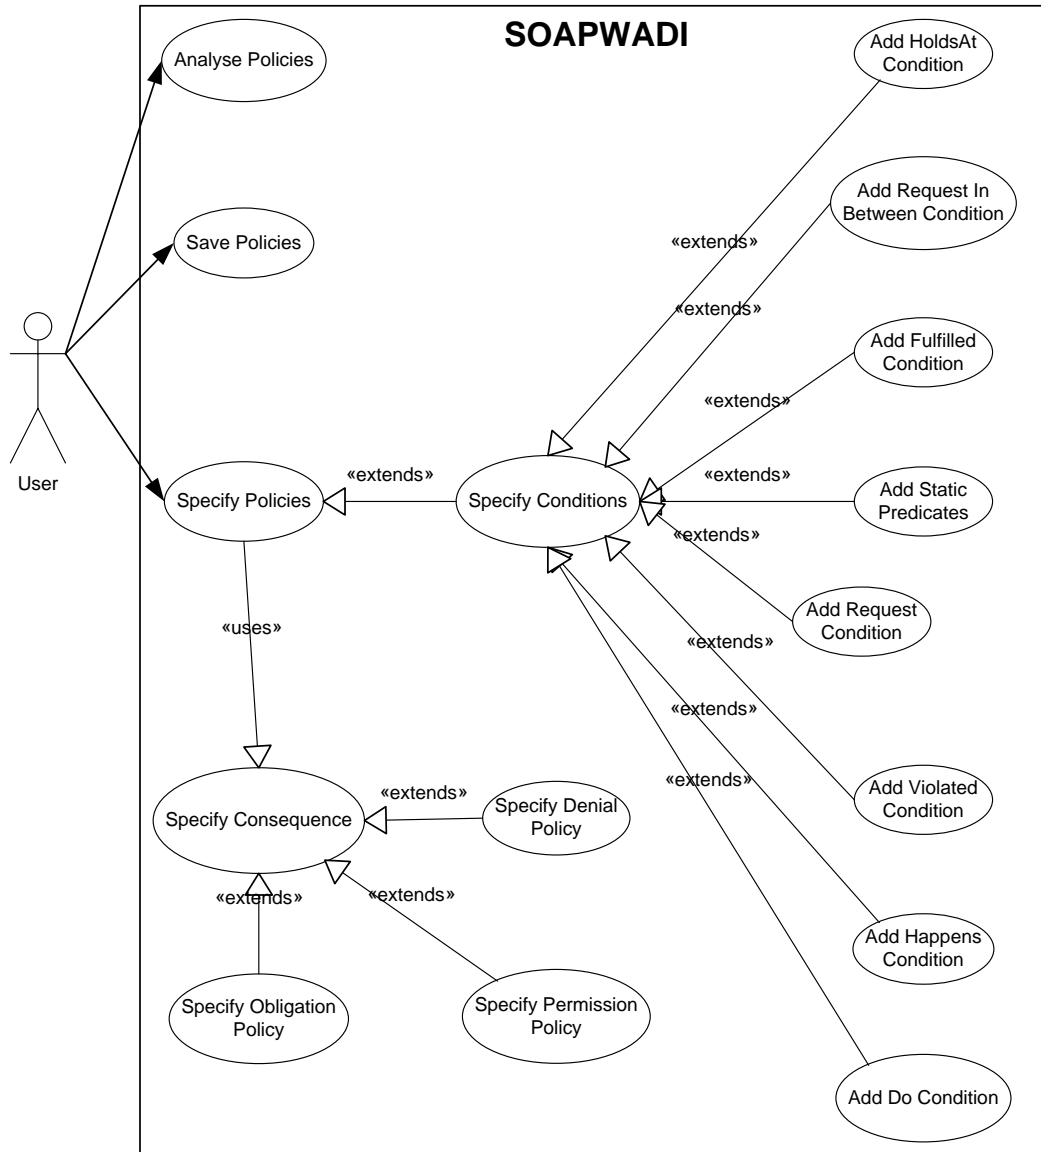 SOAPWADI
Analyse Policies
Add HoldsAt
Condition
Add Request In
Between Condition
Save Policies
«extends»
«extends»
Add Fulfilled
Condition
«extends»
User
Specify Policies
«extends»
Specify Conditions
«extends»
Add Static
Predicates
«extends»
Add Request
Condition
«uses»
«extends»
«extends»
«extends»
Add Violated
Condition
Specify Consequence
«extends»
Specify Denial
Policy
«extends»
«extends»
Add Happens
Condition
Specify Obligation
Policy
Specify Permission
Policy
Add Do Condition